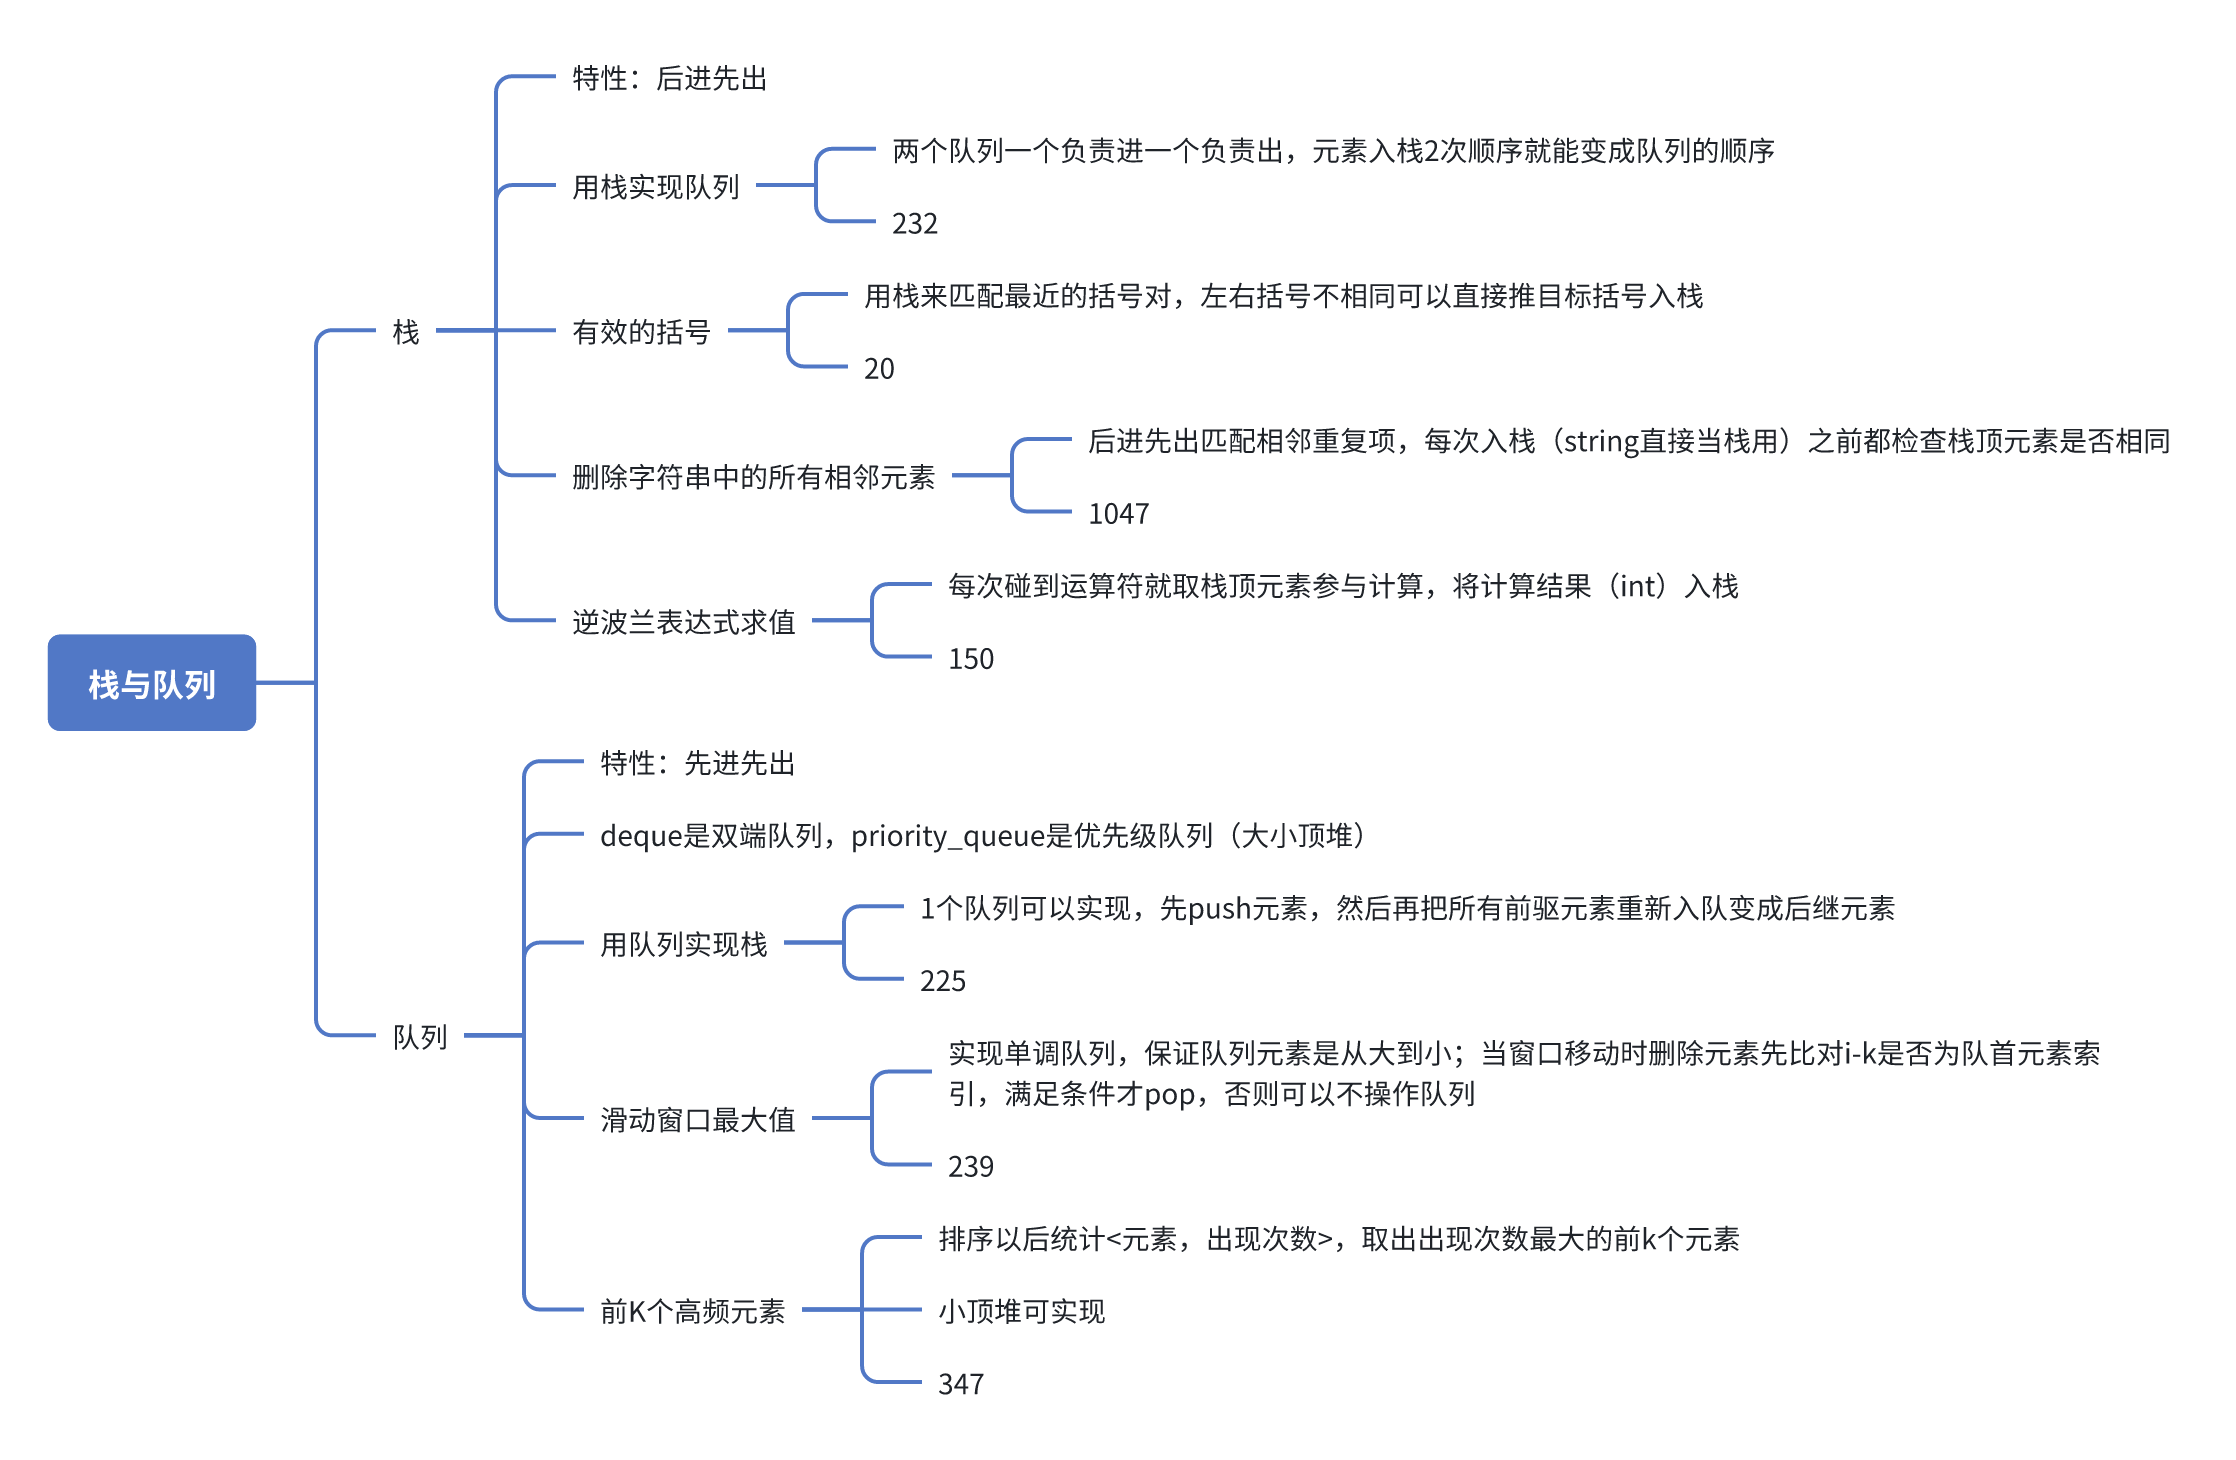 栈与队列
栈
特性：后进先出
用栈实现队列
两个队列一个负责进一个负责出，元素入栈2次顺序就能变成队列的顺序
232
有效的括号
用栈来匹配最近的括号对，左右括号不相同可以直接推目标括号入栈
20
删除字符串中的所有相邻元素
后进先出匹配相邻重复项，每次入栈（string直接当栈用）之前都检查栈顶元素是否相同
1047
逆波兰表达式求值
每次碰到运算符就取栈顶元素参与计算，将计算结果（int）入栈
150
队列
特性：先进先出
deque是双端队列，priority_queue是优先级队列（大小顶堆）
用队列实现栈
1个队列可以实现，先push元素，然后再把所有前驱元素重新入队变成后继元素
225
滑动窗口最大值
实现单调队列，保证队列元素是从大到小；当窗口移动时删除元素先比对i-k是否为队首元素索
引，满足条件才pop，否则可以不操作队列
239
前K个高频元素
排序以后统计<元素，出现次数>，取出出现次数最大的前k个元素
小顶堆可实现
347